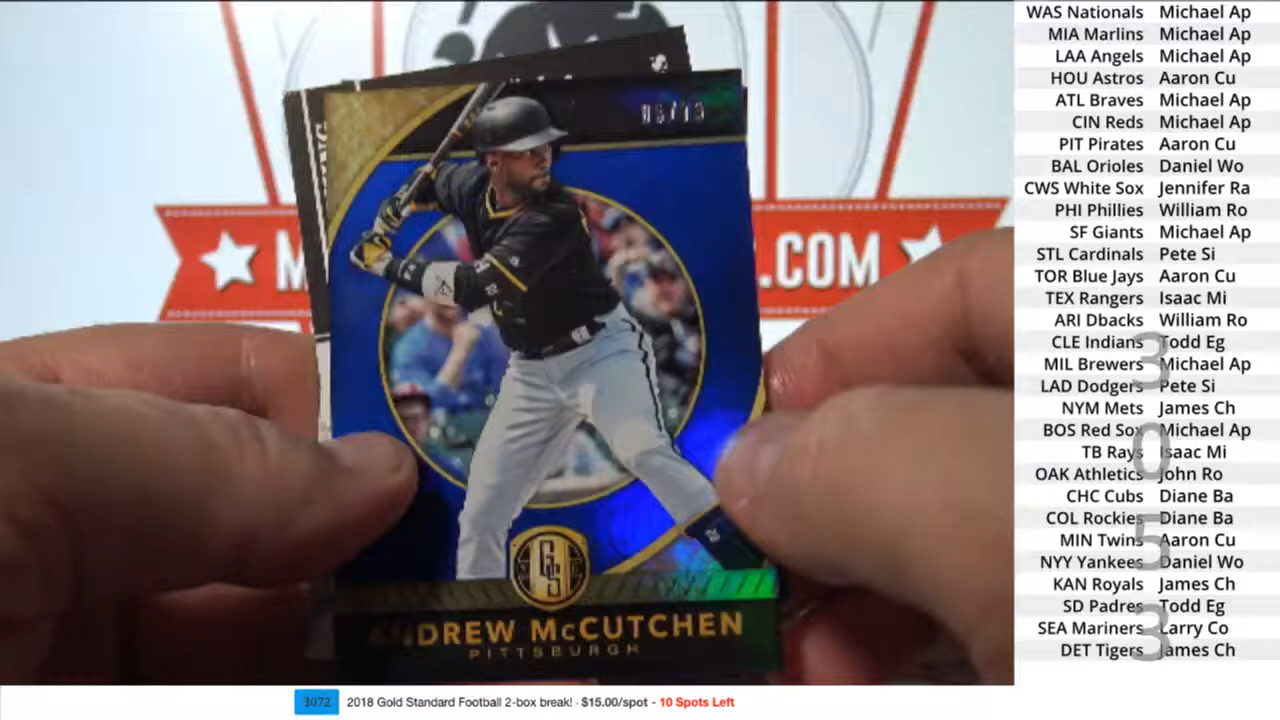 WAS Nationals Michael Ap
MIA Marlins Michael Ap
LAA Angels Michael Ap
HOU Astros Aaron Cu
ATL Braves Michael Ap
CIN Reds Michael Ap
PIT Pirates Aaron Cu
BAL Orioles Daniel Wo
CWS White Sox Jennifer Ra
PHI Phillies William Ro
SF Giants Michael Ap
STL Cardinals Pete Si
TOR Blue Jays Aaron Cu
TEX Rangers Isaac Mi
ARI Dbacks William Ro
CLE Indians Todd Eg
MIL Brewers Michael Ap
LAD Dodgers Pete Si
NYM Mets James Ch
BOS Red Sox Michael Ap
TB Rays Isaac Mi
OAK Athletics John Ro
CHC Cubs Diane Ba
COL Rockies Diane Ba
MIN Twins Aaron Cu
NYY Yankees Daniel Wo
KAN Royals James Ch
SD Padres Todd Eg
SEA Mariners Larry Co
DET Tigers James Ch
3053
M .COM
GS
ANDREW McCUTCHEN
PITTSBURGH
3072 2018 Gold Standard Football 2-box break! - $15.00/spot - 10 Spots Left